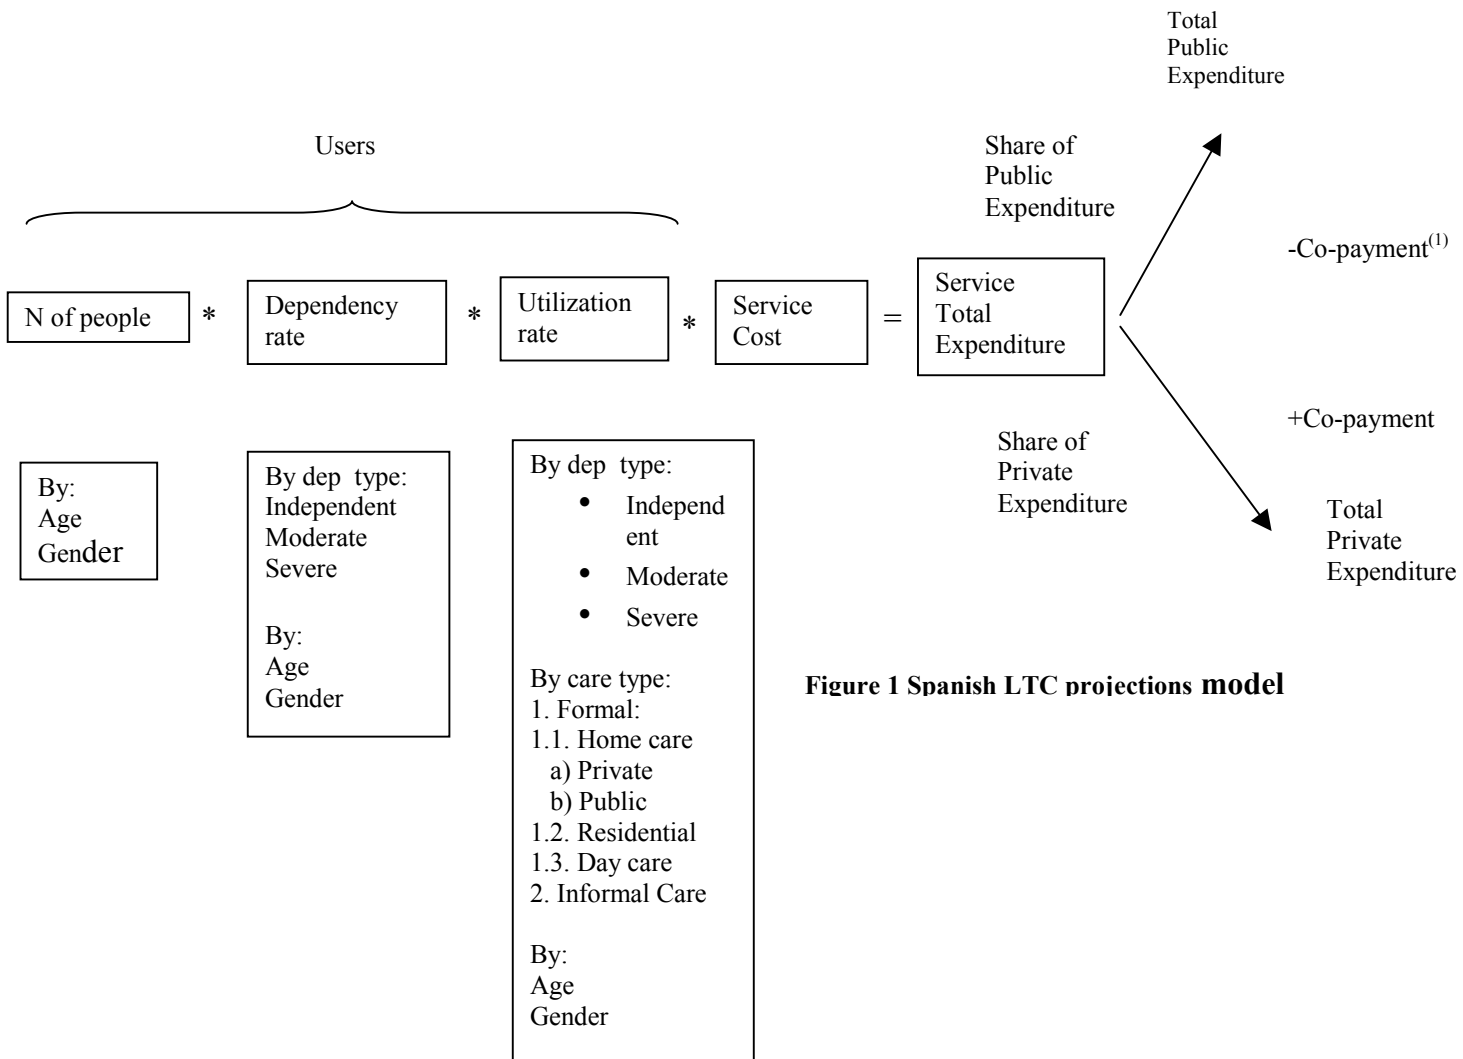 Total
Public
Expenditure
Users
Share of
Public
Expenditure
-Co-payment(1)
N of people
*
Dependency
rate
*
Utilization
rate
*
Service
Cost
=
Service
Total
Expenditure
+Co-payment
Share of
Private
Expenditure
Total
Private
Expenditure
By:
Age
Gender
By dep type:
Independent
Moderate
Severe
By:
Age
Gender
By dep type:
• Independ
ent
• Moderate
• Severe
By care type:
1. Formal:
1.1. Home care
a) Private
b) Public
1.2. Residential
1.3. Day care
2. Informal Care
By:
Age
Gender
Figure 1 Spanish LTC projections model